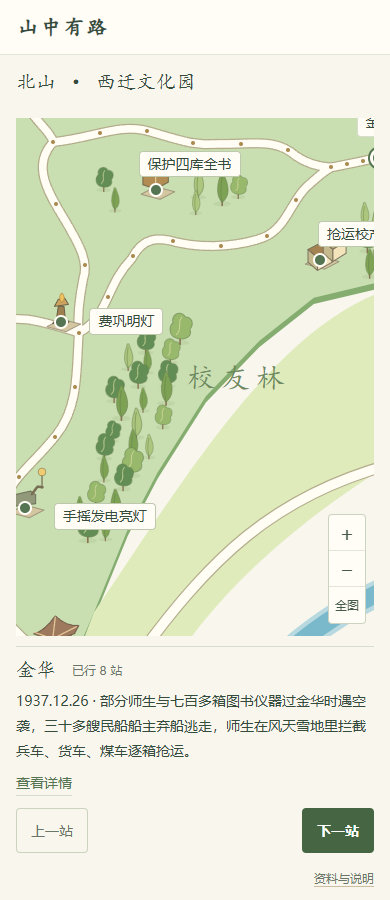 山中有路
北山 • 西迁文化园
保护四库全书
抢运校
费巩明灯
校友林
手摇发电亮灯
+
−
全图
金华 已行 8 站
1937.12.26 · 部分师生与七百多箱图书仪器过金华时遇空
袭，三十多艘民船船主弃船逃走，师生在风天雪地里拦截
兵车、货车、煤车逐箱抢运。
查看详情
上一站
下一站
资料与说明